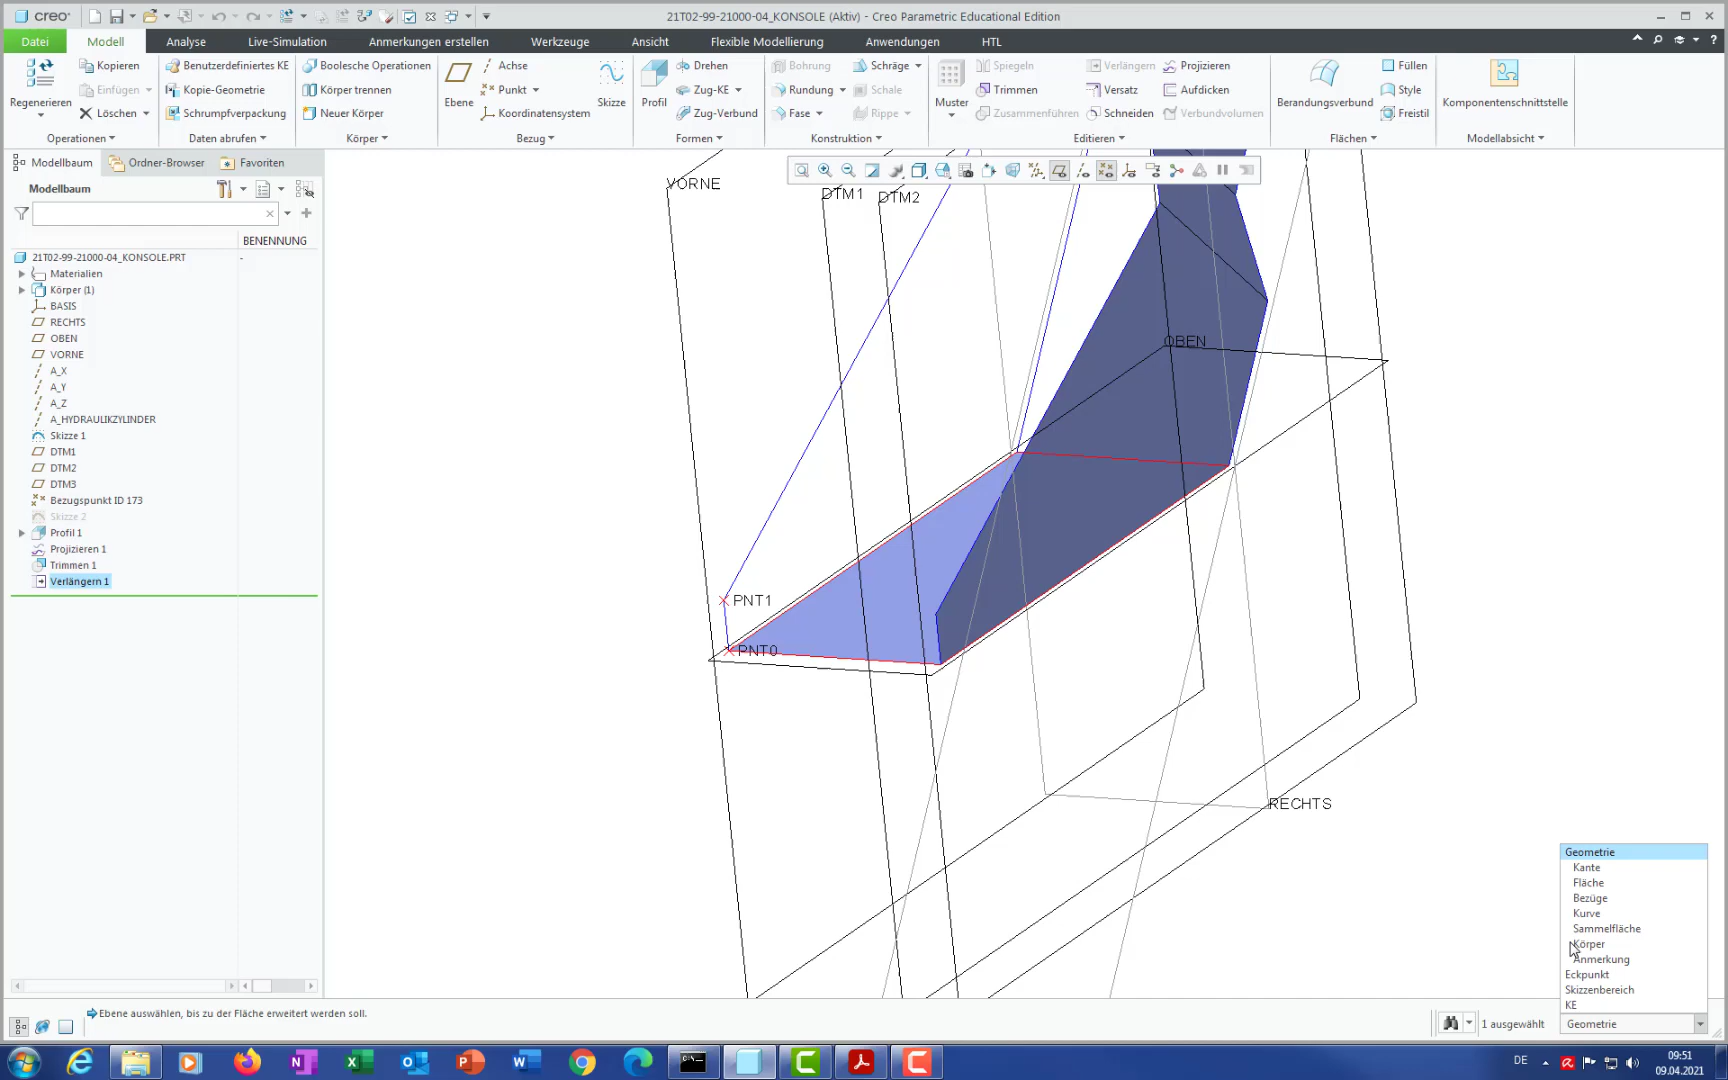 creo
21T02-99-21000-04_KONSOLE (Aktiv) - Creo Parametric Educational Edition
Datei Modell Analyse Live-Simulation Anmerkungen erstellen Werkzeuge Ansicht Flexible Modellierung Anwendungen HTL
Regenerieren
Kopieren
Einfügen
Löschen
Operationen
Benutzerdefiniertes KE
Kopie-Geometrie
Schrumpfverpackung
Daten abrufen
Boolesche Operationen
Körper trennen
Neuer Körper
Körper
Ebene
Achse
Punkt
Koordinatensystem
Skizze
Bezug
Profil
Drehen
Zug-KE
Zug-Verbund
Formen
Bohrung
Rundung
Fase
Schräge
Schale
Rippe
Konstruktion
Muster
Spiegeln
Trimmen
Zusammenführen
Verlängern
Versatz
Schneiden
Projizieren
Aufdicken
Verbundvolumen
Editieren
Berandungsverbund
Füllen
Style
Freistil
Flächen
Komponentenschnittstelle
Modellabsicht
Modellbaum Ordner-Browser Favoriten
Modellbaum
BENENNUNG
21T02-99-21000-04_KONSOLE.PRT -
Materialien
Körper (1)
BASIS
RECHTS
OBEN
VORNE
A_X
A_Y
A_Z
A_HYDRAULIKZYLINDER
Skizze 1
DTM1
DTM2
DTM3
Bezugspunkt ID 173
Skizze 2
Profil 1
Projizieren 1
Trimmen 1
Verlängern 1
VORNE
DTM1
DTM2
OBEN
PNT1
PNT0
RECHTS
Geometrie
Kante
Fläche
Bezüge
Kurve
Sammelfläche
Körper
Anmerkung
Eckpunkt
Skizzenbereich
KE
Ebene auswählen, bis zu der Fläche erweitert werden soll.
1 ausgewählt
Geometrie
DE
09:51
09.04.2021